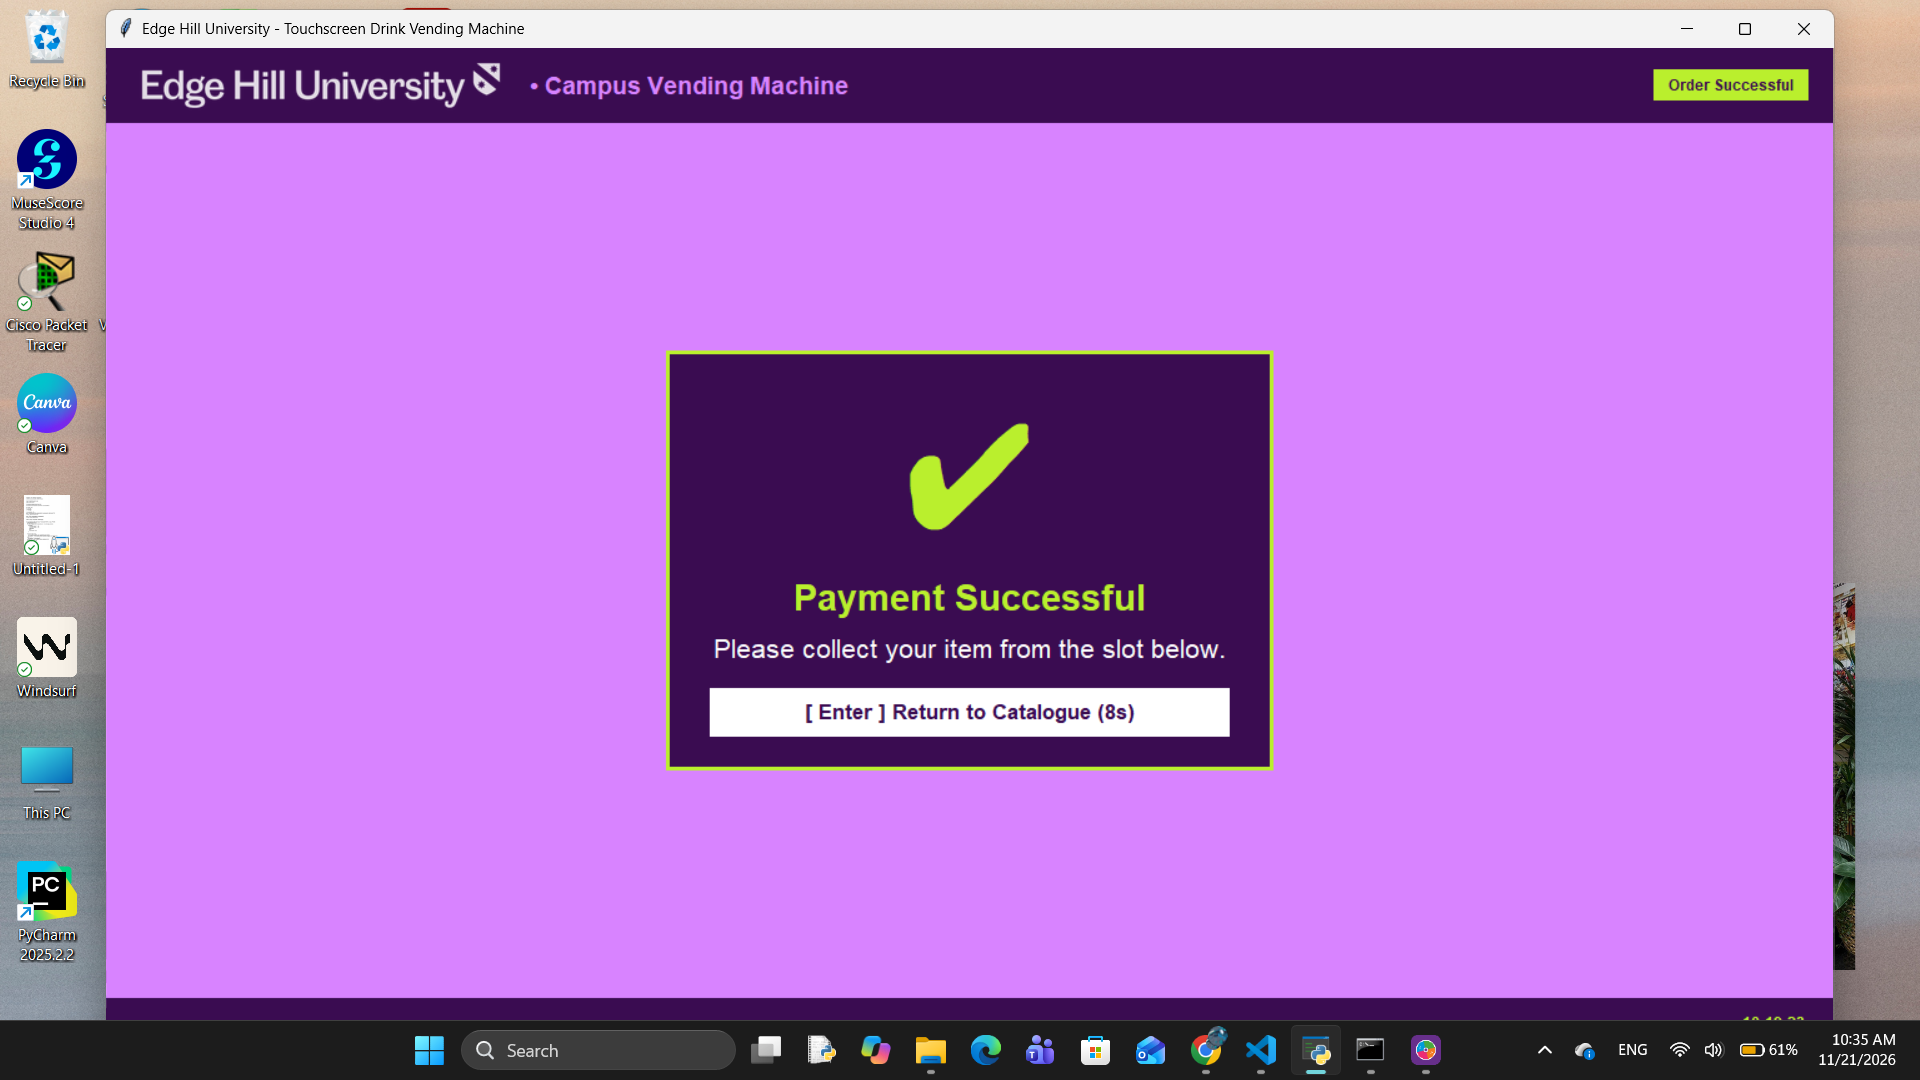 Edge Hill University - Touchscreen Drink Vending Machine
Edge Hill University
• Campus Vending Machine
Order Successful
Recycle Bin
MuseScore
Studio 4
Cisco Packet
Tracer
Canva
Canva
Untitled-1
Windsurf
This PC
PC
PyCharm
2025.2.2
✔
Payment Successful
Please collect your item from the slot below.
[ Enter ] Return to Catalogue (8s)
Search
ENG
61%
10:35 AM
11/21/2026